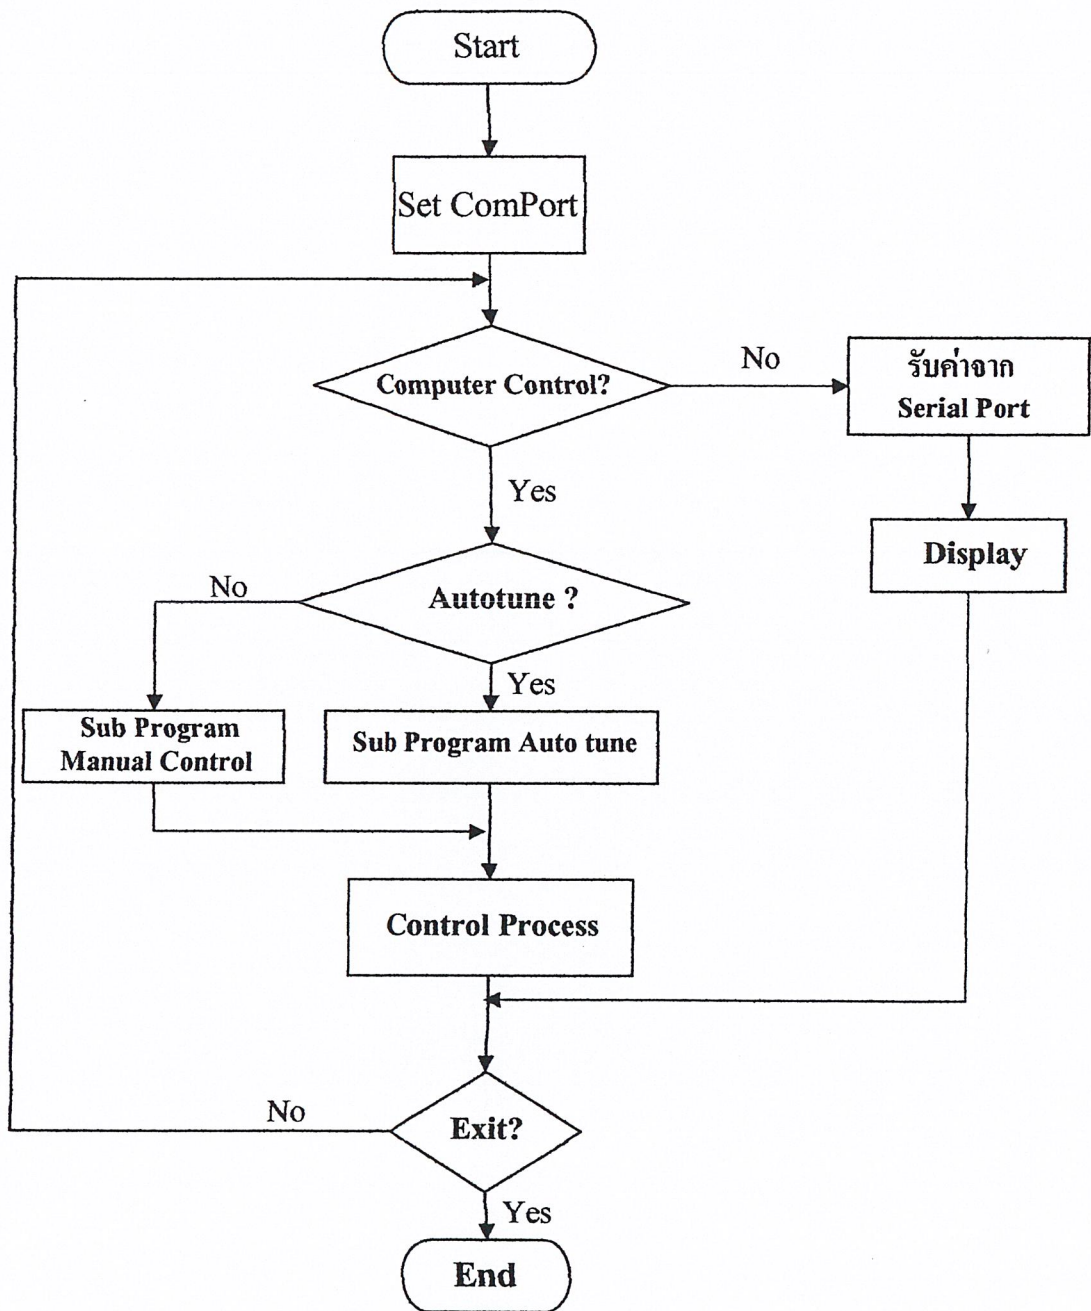 Start
Set ComPort
Computer Control?
No
รับค่าจาก
Serial Port
Yes
Display
Autotune ?
No
Yes
Sub Program
Manual Control
Sub Program Auto tune
Control Process
No
Exit?
Yes
End